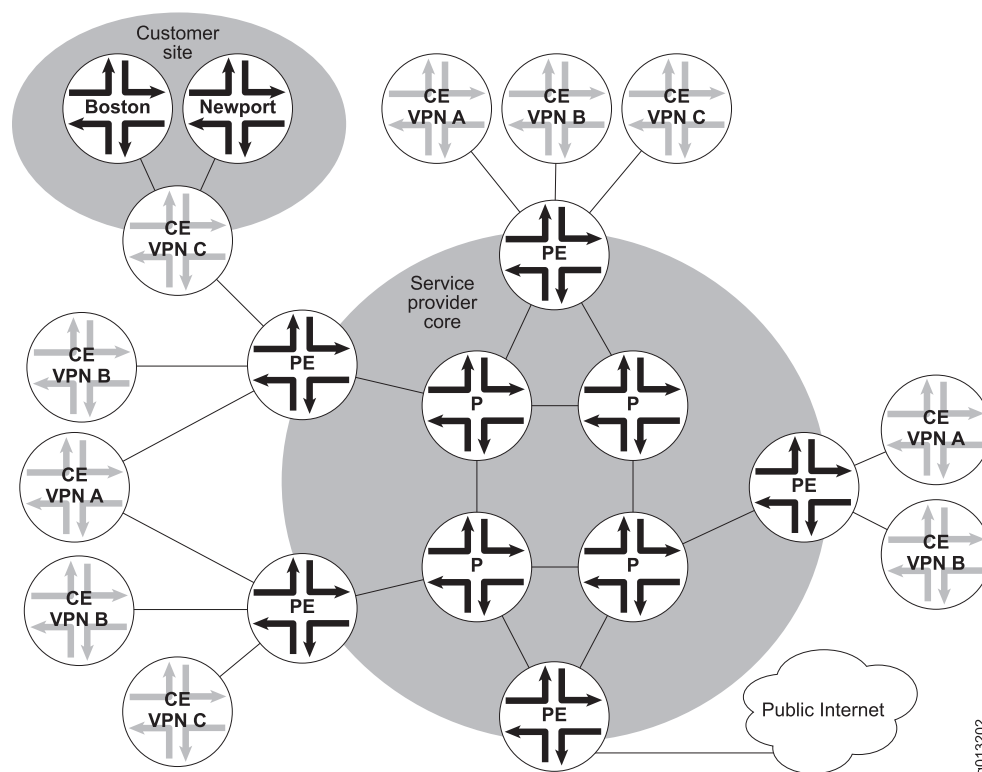 Customer
site
Boston
Newport
CE
VPN A
CE
VPN B
CE
VPN C
CE
VPN C
PE
Service
provider
core
CE
VPN B
PE
P
P
CE
VPN A
CE
VPN A
PE
CE
VPN B
P
P
CE
VPN B
PE
CE
VPN C
PE
Public Internet
g013202